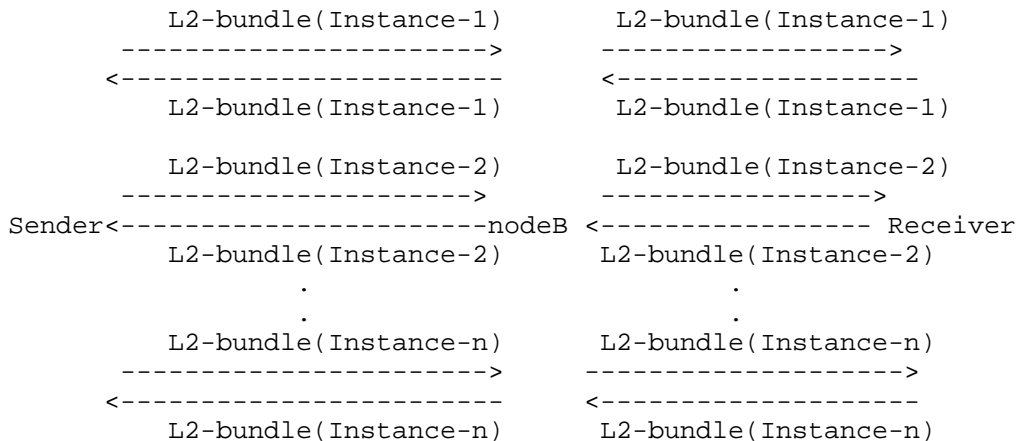 L2-bundle(Instance-1) L2-bundle(Instance-1)
-----------------------> ------------------>
<------------------------ <-------------------
L2-bundle(Instance-1) L2-bundle(Instance-1)
L2-bundle(Instance-2) L2-bundle(Instance-2)
----------------------> ----------------->
Sender<-----------------------nodeB <----------------- Receiver
L2-bundle(Instance-2) L2-bundle(Instance-2)
. .
. .
L2-bundle(Instance-n) L2-bundle(Instance-n)
-----------------------> -------------------->
<------------------------ <--------------------
L2-bundle(Instance-n) L2-bundle(Instance-n)